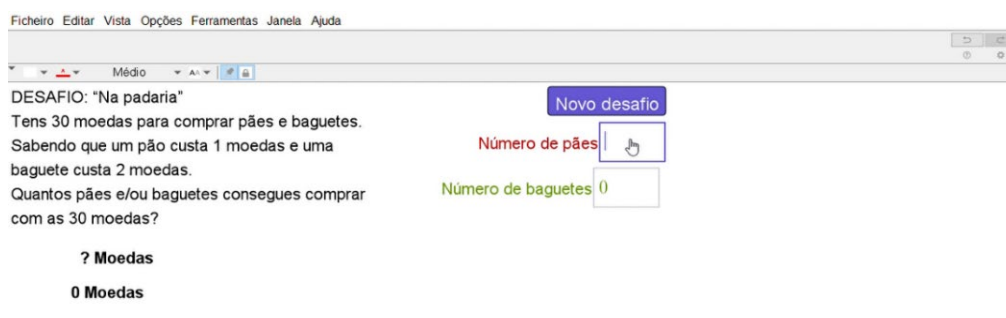 Ficheiro Editar Vista Opções Ferramentas Janela Ajuda
Médio
DESAFIO: "Na padaria"
Tens 30 moedas para comprar pães e baguetes.
Sabendo que um pão custa 1 moedas e uma
baguete custa 2 moedas.
Quantos pães e/ou baguetes consegues comprar
com as 30 moedas?
? Moedas
0 Moedas
Novo desafio
Número de pães
Número de baguetes 0